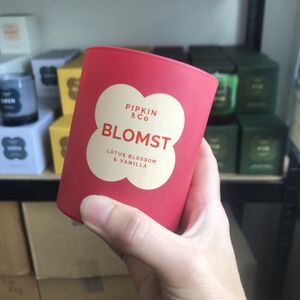 PIPKIN
& CO
BLOMST
LOTUS BLOSSOM
& VANILLA